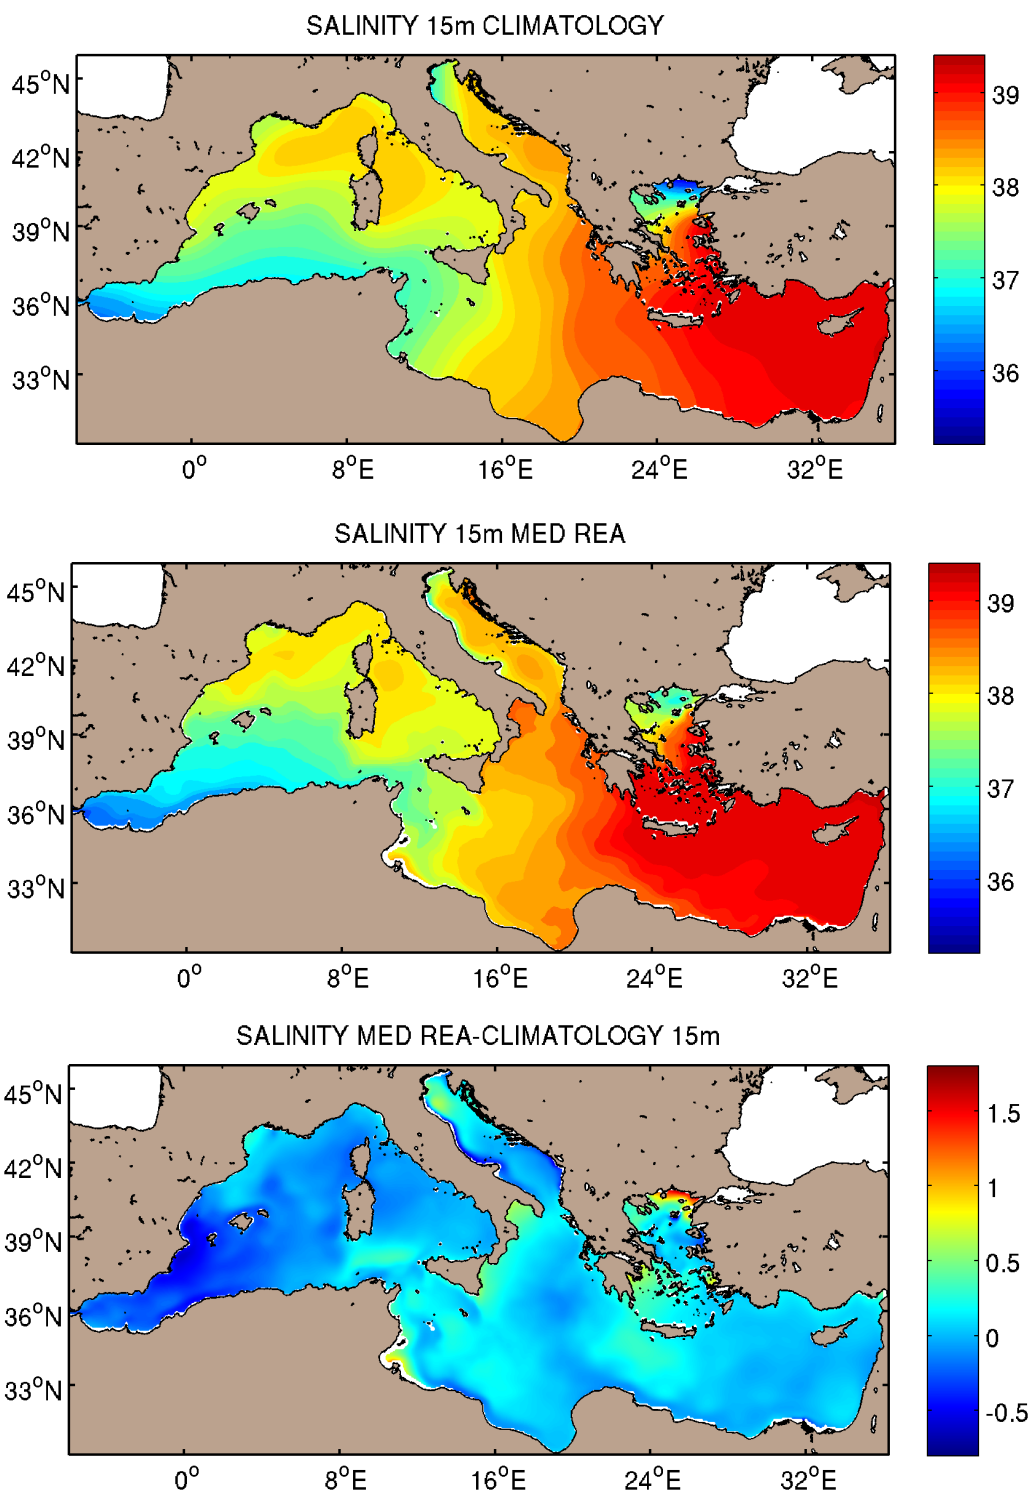 SALINITY 15m CLIMATOLOGY
45°N
42°N
39°N
36°N
33°N
0° 8°E 16°E 24°E 32°E
39
38
37
36
SALINITY 15m MED REA
45°N
42°N
39°N
36°N
33°N
0° 8°E 16°E 24°E 32°E
39
38
37
36
SALINITY MED REA-CLIMATOLOGY 15m
45°N
42°N
39°N
36°N
33°N
0° 8°E 16°E 24°E 32°E
1.5
1
0.5
0
-0.5